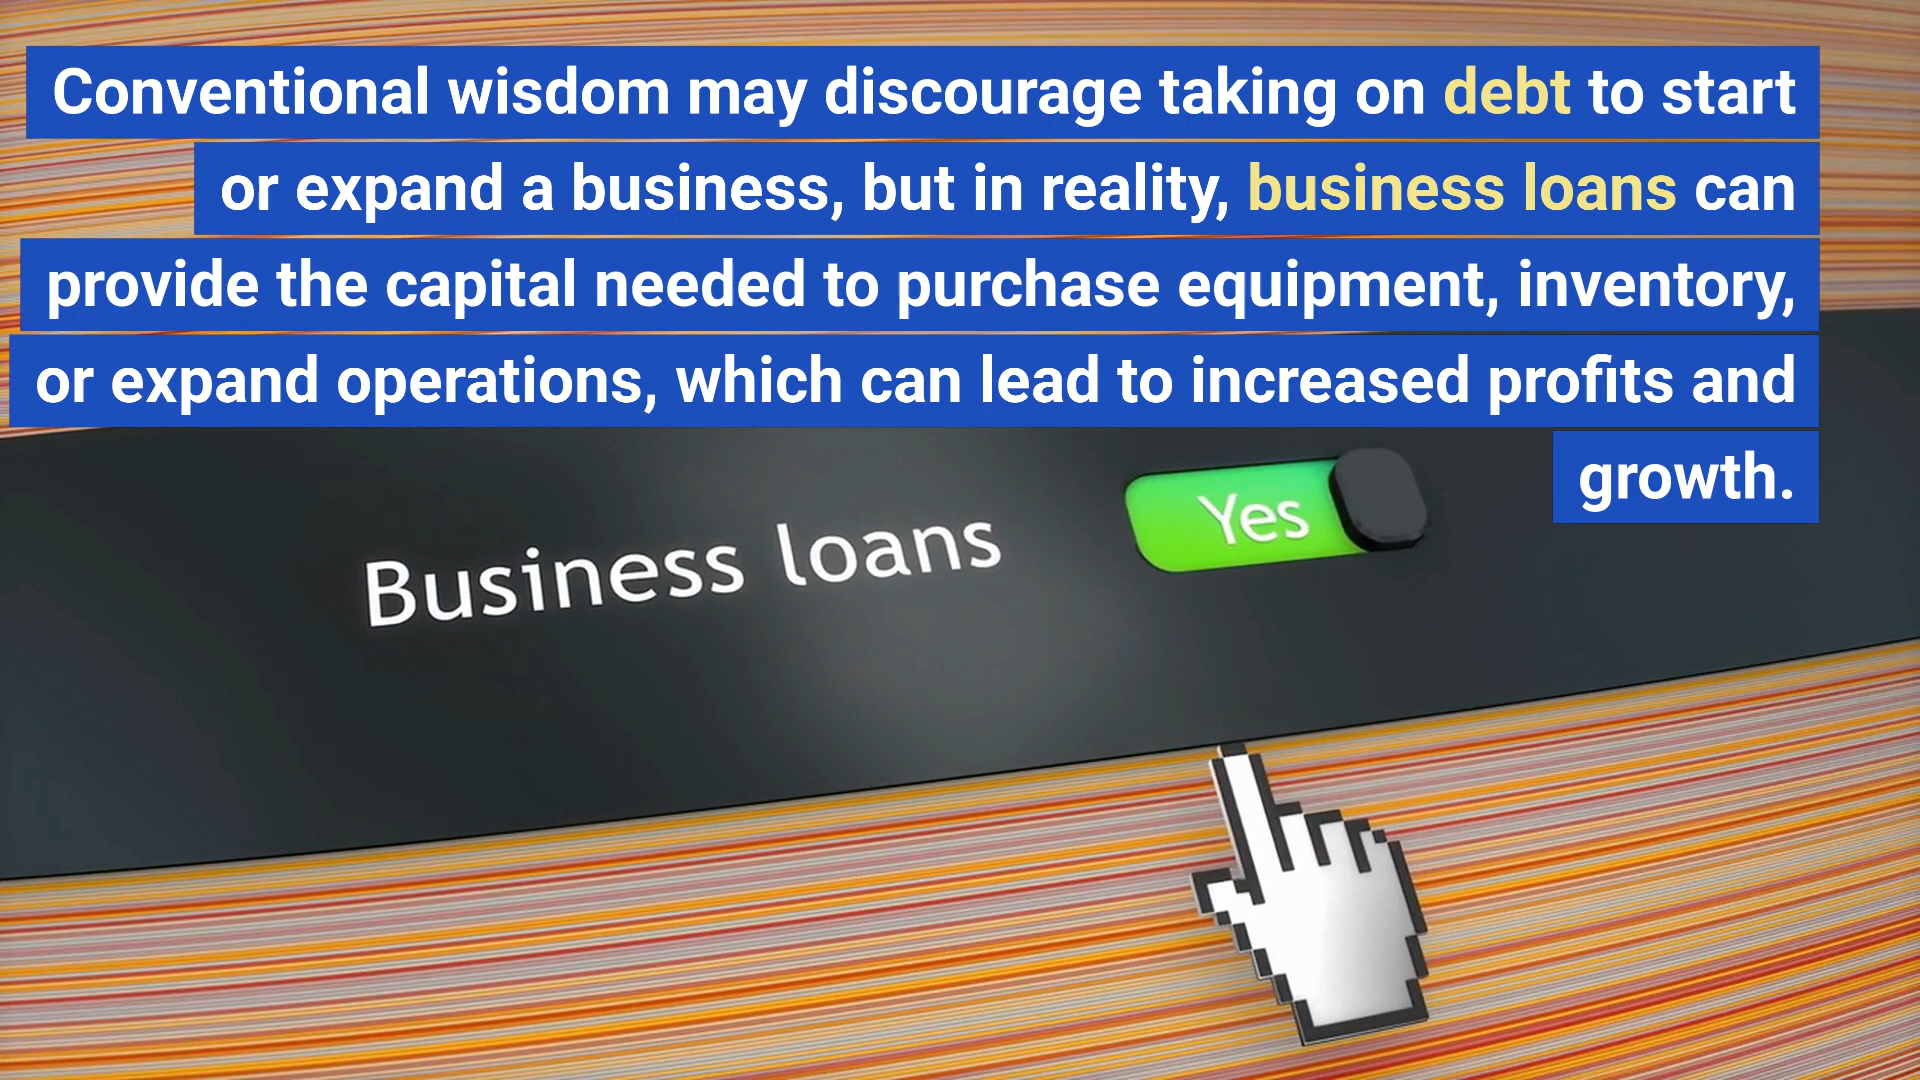 Conventional wisdom may discourage taking on debt to start
or expand a business, but in reality, business loans can
provide the capital needed to purchase equipment, inventory,
or expand operations, which can lead to increased profits and
growth.
Business loans
Yes